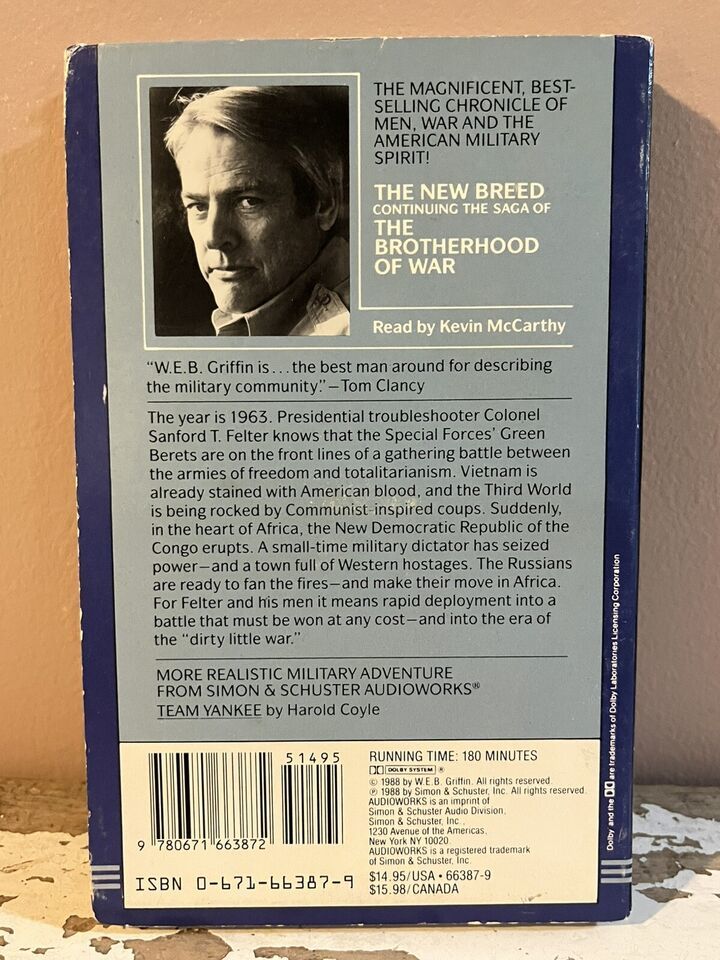 THE MAGNIFICENT, BEST-
SELLING CHRONICLE OF
MEN, WAR AND THE
AMERICAN MILITARY
SPIRIT!
THE NEW BREED
CONTINUING THE SAGA OF
THE
BROTHERHOOD
OF WAR
Read by Kevin McCarthy
“W.E.B. Griffin is...the best man around for describing
the military community.”—Tom Clancy
The year is 1963. Presidential troubleshooter Colonel
Sanford T. Felter knows that the Special Forces’ Green
Berets are on the front lines of a gathering battle between
the armies of freedom and totalitarianism. Vietnam is
already stained with American blood, and the Third World
is being rocked by Communist-inspired coups. Suddenly,
in the heart of Africa, the New Democratic Republic of the
Congo erupts. A small-time military dictator has seized
power—and a town full of Western hostages. The Russians
are ready to fan the fires—and make their move in Africa.
For Felter and his men it means rapid deployment into a
battle that must be won at any cost—and into the era of
the “dirty little war.”
MORE REALISTIC MILITARY ADVENTURE
FROM SIMON & SCHUSTER AUDIOWORKS®
TEAM YANKEE by Harold Coyle
51495
9 780671 663872
ISBN 0-671-66387-9
RUNNING TIME: 180 MINUTES
DOLBY SYSTEM ®
© 1988 by W.E.B. Griffin. All rights reserved.
℗ 1988 by Simon & Schuster, Inc. All rights reserved.
AUDIOWORKS is an imprint of
Simon & Schuster Audio Division,
Simon & Schuster, Inc.,
1230 Avenue of the Americas,
New York NY 10020
AUDIOWORKS is a registered trademark
of Simon & Schuster, Inc.
$14.95/USA • 66387-9
$15.98/CANADA
Dolby and the DD are trademarks of Dolby Laboratories Licensing Corporation